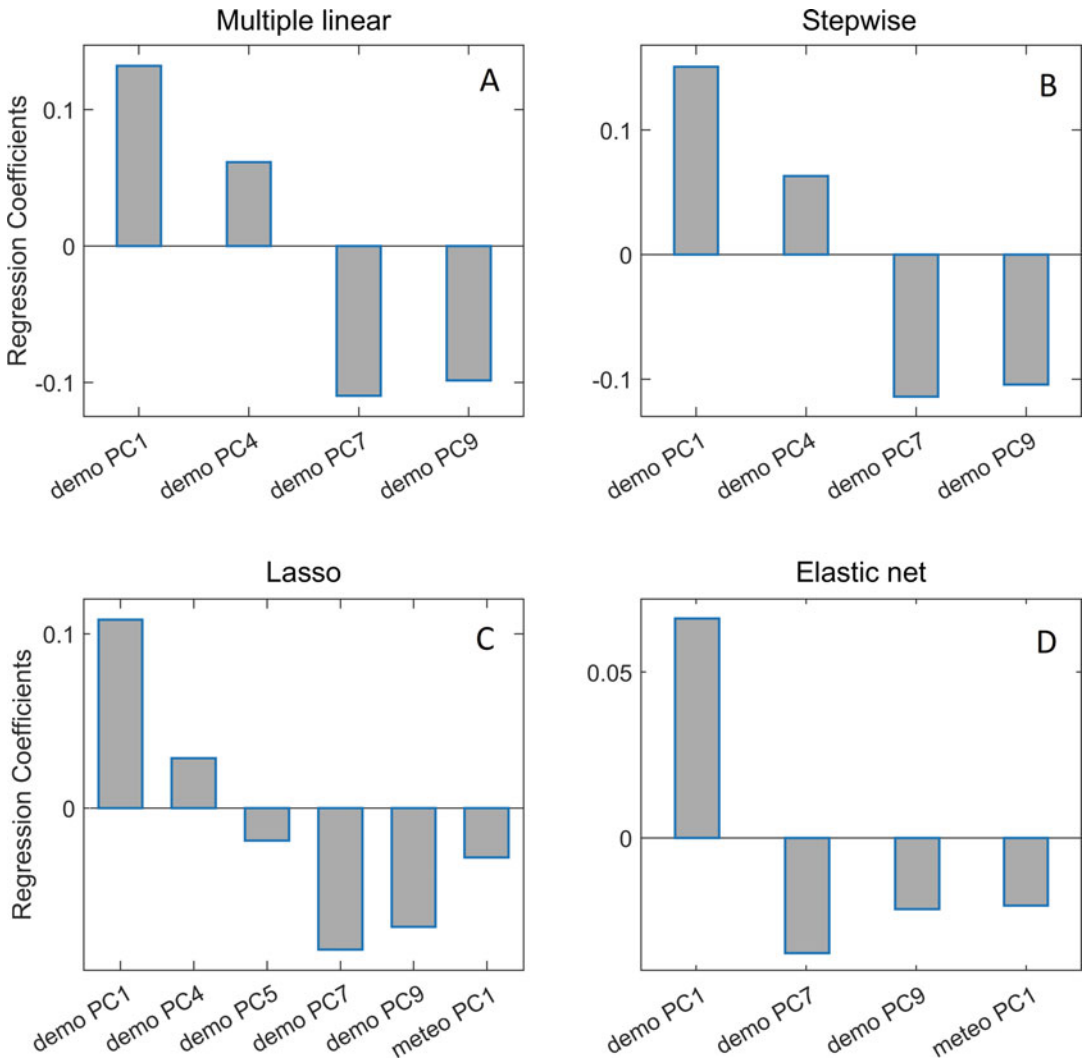 Multiple linear
A
Regression Coefficients
0.1
0
-0.1
demo PC1
demo PC4
demo PC7
demo PC9
Stepwise
B
0.1
0
-0.1
demo PC1
demo PC4
demo PC7
demo PC9
Lasso
C
Regression Coefficients
0.1
0
demo PC1
demo PC4
demo PC5
demo PC7
demo PC9
meteo PC1
Elastic net
D
0.05
0
demo PC1
demo PC7
demo PC9
meteo PC1